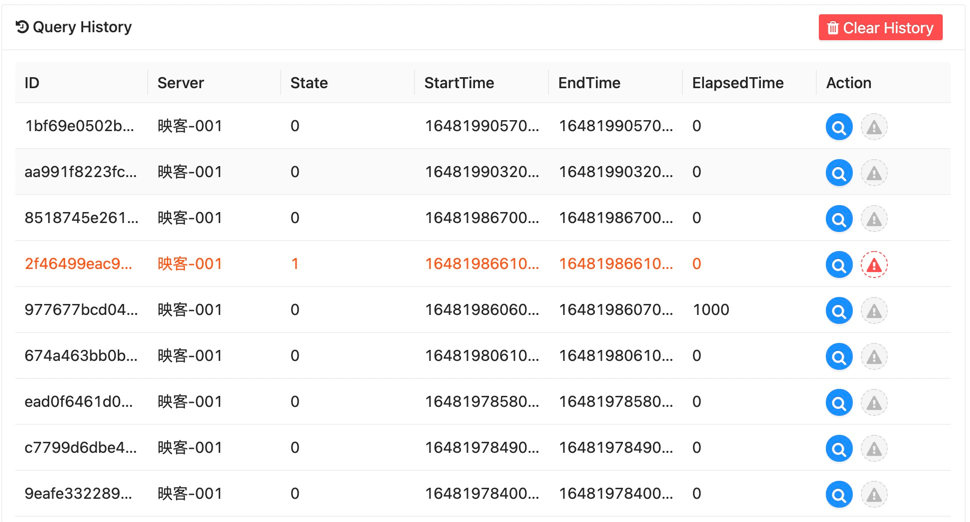 Query History
Clear History
ID Server State StartTime EndTime ElapsedTime Action
1bf69e0502b... 映客-001 0 16481990570... 16481990570... 0
aa991f8223fc... 映客-001 0 16481990320... 16481990320... 0
8518745e261... 映客-001 0 16481986700... 16481986700... 0
2f46499eac9... 映客-001 1 16481986610... 16481986610... 0
977677bcd04... 映客-001 0 16481986060... 16481986070... 1000
674a463bb0b... 映客-001 0 16481980610... 16481980610... 0
ead0f6461d0... 映客-001 0 16481978580... 16481978580... 0
c7799d6dbe4... 映客-001 0 16481978490... 16481978490... 0
9eafe332289... 映客-001 0 16481978400... 16481978400... 0